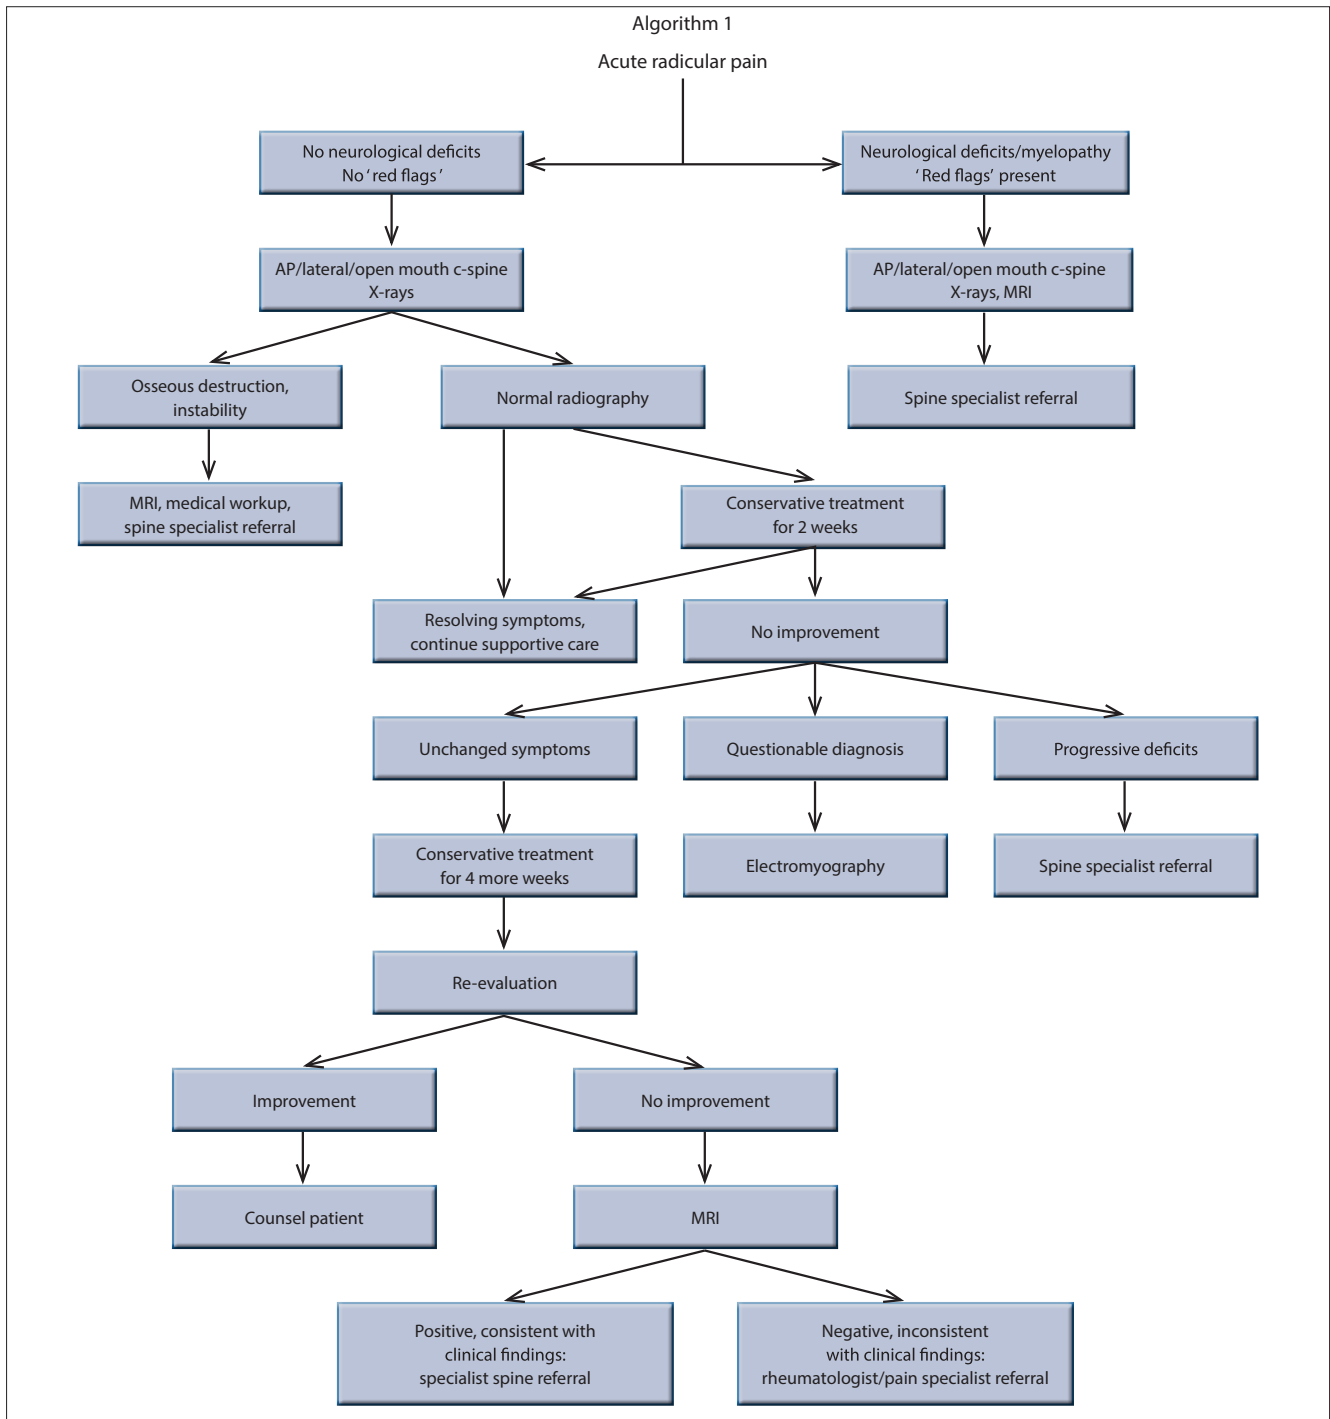 Algorithm 1
Acute radicular pain
No neurological deficits
No ‘red flags’
Neurological deficits/myelopathy
‘Red flags’ present
AP/lateral/open mouth c-spine
X-rays
AP/lateral/open mouth c-spine
X-rays, MRI
Osseous destruction,
instability
Normal radiography
Spine specialist referral
MRI, medical workup,
spine specialist referral
Conservative treatment
for 2 weeks
Resolving symptoms,
continue supportive care
No improvement
Unchanged symptoms
Questionable diagnosis
Progressive deficits
Conservative treatment
for 4 more weeks
Electromyography
Spine specialist referral
Re-evaluation
Improvement
No improvement
Counsel patient
MRI
Positive, consistent with
clinical findings:
specialist spine referral
Negative, inconsistent
with clinical findings:
rheumatologist/pain specialist referral